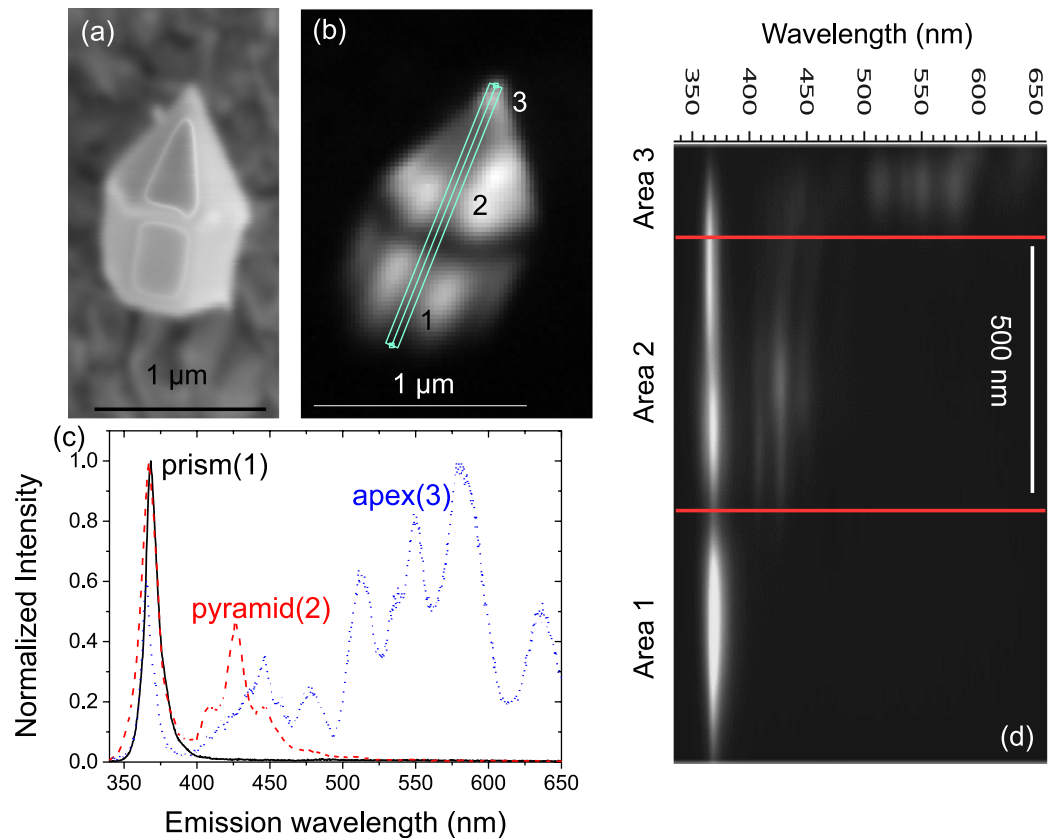 (a)
1 µm
(b)
3
2
1
1 µm
Wavelength (nm)
350
400
450
500
550
600
650
Area 3
Area 2
Area 1
500 nm
(d)
(c)
prism(1)
apex(3)
pyramid(2)
Normalized Intensity
1.0
0.8
0.6
0.4
0.2
0.0
350 400 450 500 550 600 650
Emission wavelength (nm)